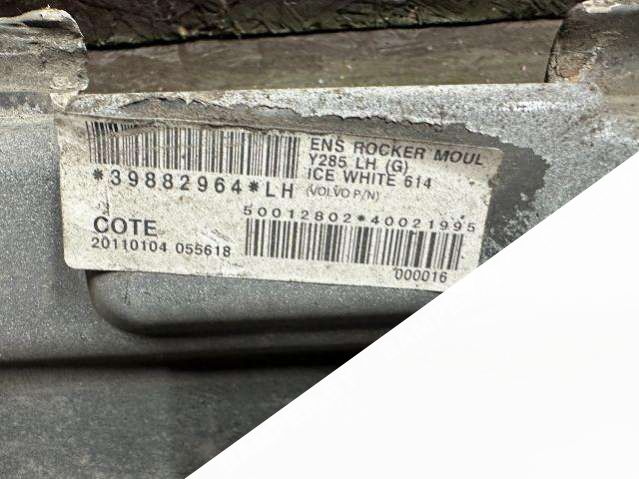 ENS ROCKER MOUL
Y285 LH (G)
ICE WHITE 614
*39882964*LH (VOLVO P/N)
50012802*40021995
COTE
20110104 055618
000016